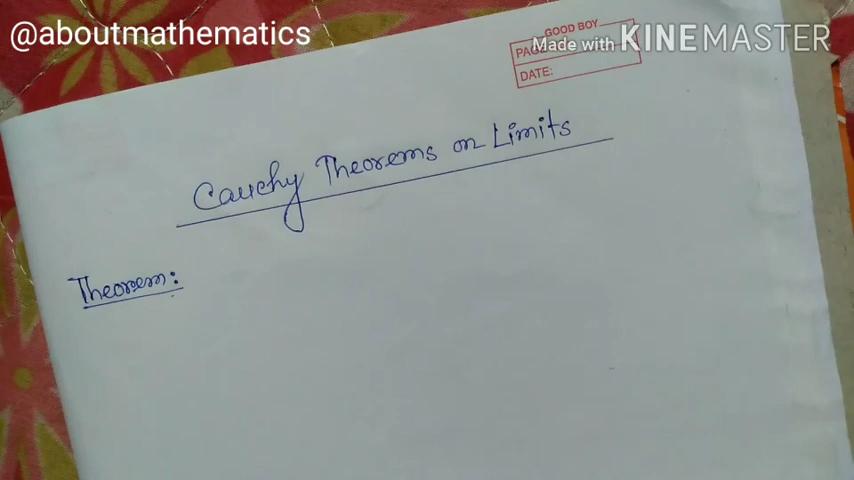 @aboutmathematics
GOOD BOY
Made with KINEMASTER
DATE:
Cauchy Theorems on Limits
Theorem: